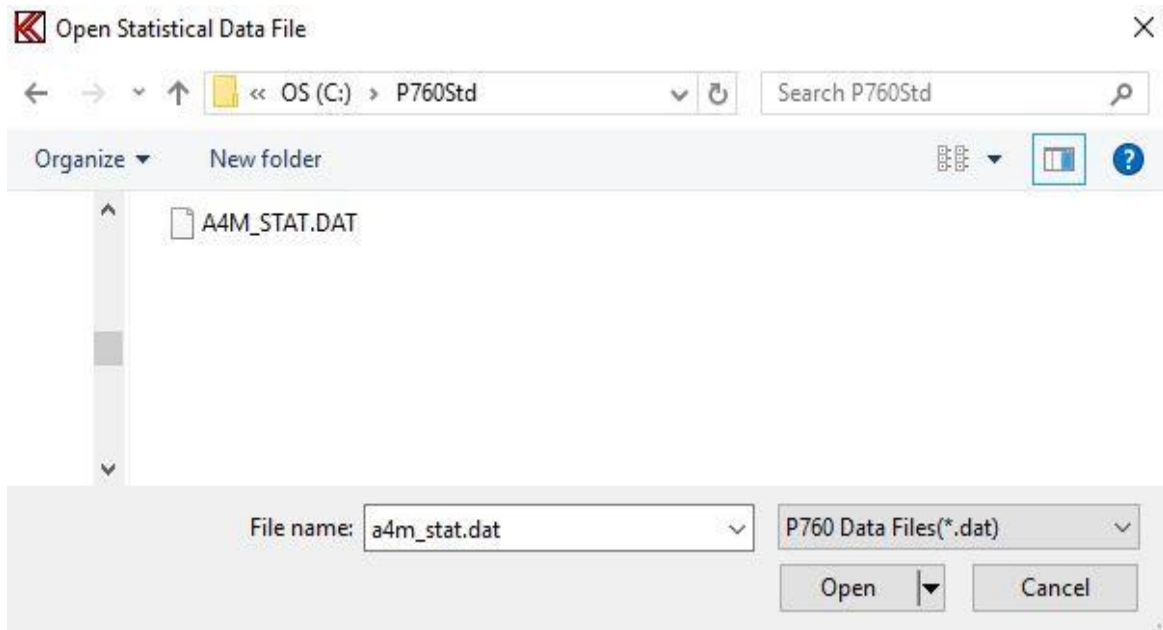 Open Statistical Data File
« OS (C:) › P760Std
Search P760Std
Organize
New folder
A4M_STAT.DAT
File name: a4m_stat.dat
P760 Data Files(*.dat)
Open
Cancel